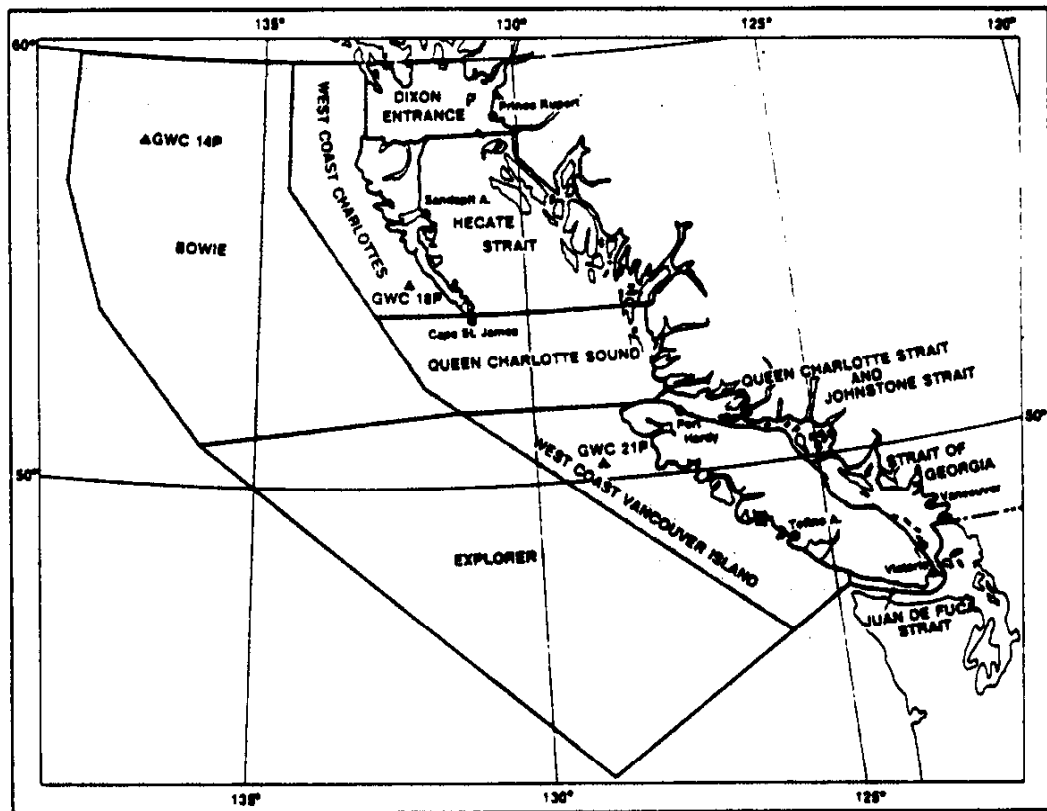 135° 130° 125° 120°
60°
WEST COAST CHARLOTTES
DIXON
ENTRANCE
Prince Rupert
GWC 14P
Sandspit A.
HECATE
STRAIT
BOWIE
GWC 18P
Cape St. James
QUEEN CHARLOTTE SOUND
QUEEN CHARLOTTE STRAIT
AND
JOHNSTONE STRAIT
Port
Hardy
50°
GWC 21P
WEST COAST VANCOUVER ISLAND
STRAIT OF
GEORGIA
Vancouver
50°
Tofino A.
EXPLORER
Victoria
JUAN DE FUCA
STRAIT
135° 130° 125°